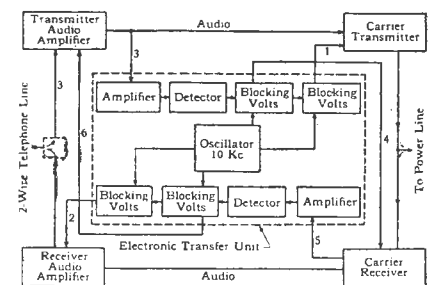 Transmitter
Audio
Amplifier
Audio
Carrier
Transmitter
3
1
Amplifier
Detector
Blocking
Volts
Blocking
Volts
3
6
2-Wire Telephone Line
Oscillator
10 Kc
4
To Power Line
Blocking
Volts
Blocking
Volts
Detector
Amplifier
2
Electronic Transfer Unit
5
Receiver
Audio
Amplifier
Audio
Carrier
Receiver